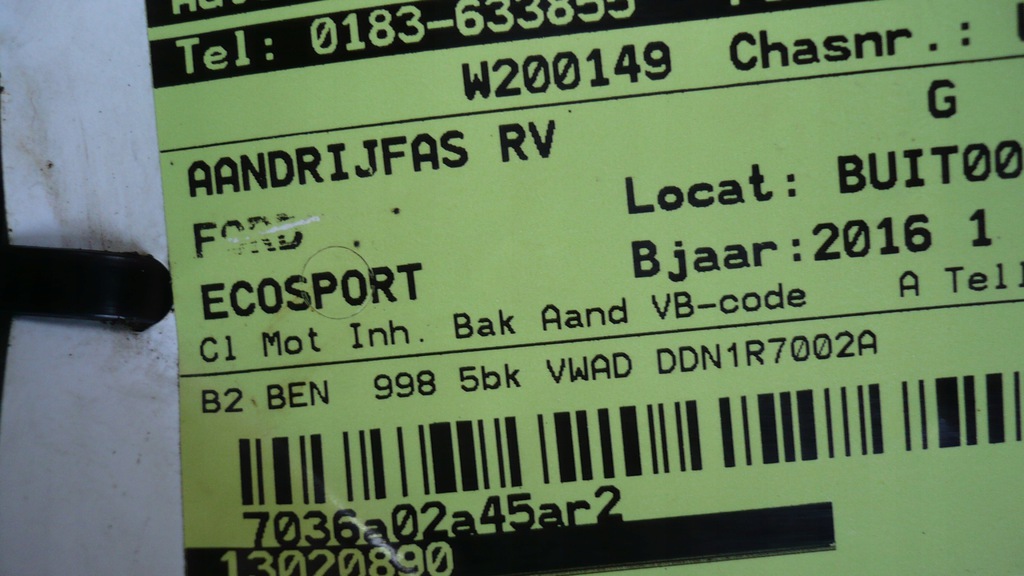 Tel: 0183-633855
W200149 Chasnr.:
G
AANDRIJFAS RV
FORD
Locat: BUIT00
ECOSPORT
Bjaar:2016 1
Cl Mot Inh. Bak Aand VB-code A Tell
B2 BEN 998 5bk VWAD DDN1R7002A
7036a02a45ar2
13020890